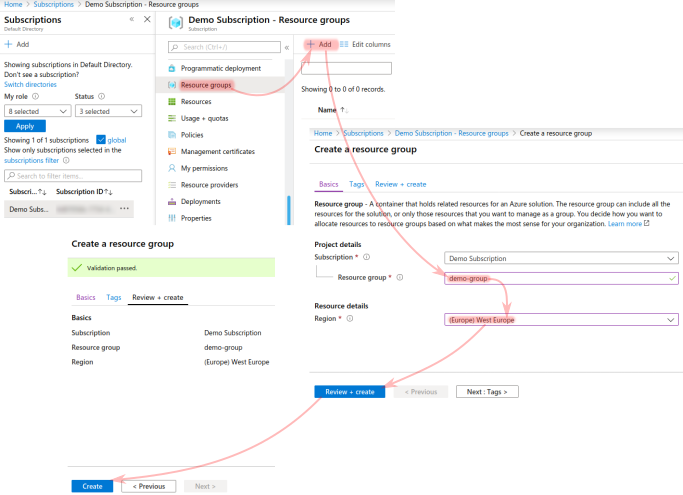 Home > Subscriptions > Demo Subscription - Resource groups
Subscriptions
Default Directory
+ Add
Showing subscriptions in Default Directory.
Don't see a subscription?
Switch directories
My role
Status
8 selected
3 selected
Apply
Showing 1 of 1 subscriptions
global
Show only subscriptions selected in the
subscriptions filter
Search to filter items...
Subscri...↑↓
Subscription ID↑↓
Demo Subs...
...
Demo Subscription - Resource groups
Subscription
Search (Ctrl+/)
Programmatic deployment
Resource groups
Resources
Usage + quotas
Policies
Management certificates
My permissions
Resource providers
Deployments
Properties
+ Add
Edit columns
Showing 0 to 0 of 0 records.
Name ↑↓
Home > Subscriptions > Demo Subscription - Resource groups > Create a resource group
Create a resource group
Basics
Tags
Review + create
Resource group - A container that holds related resources for an Azure solution. The resource group can include all the
resources for the solution, or only those resources that you want to manage as a group. You decide how you want to
allocate resources to resource groups based on what makes the most sense for your organization. Learn more
Project details
Subscription *
Demo Subscription
Resource group *
demo-group
Resource details
Region *
(Europe) West Europe
Review + create
< Previous
Next : Tags >
Create a resource group
Validation passed.
Basics
Tags
Review + create
Basics
Subscription
Demo Subscription
Resource group
demo-group
Region
(Europe) West Europe
Create
< Previous
Next >